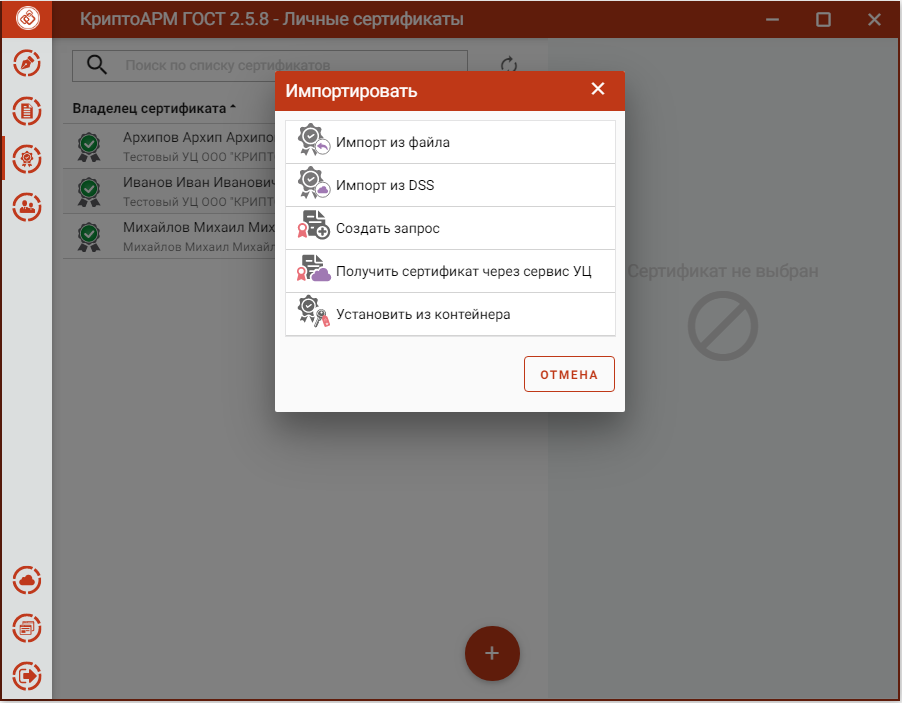 КриптоАРМ ГОСТ 2.5.8 - Личные сертификаты
Поиск по списку сертификатов
Импортировать
Владелец сертификата
Архипов Архип Архипо
Тестовый УЦ ООО "КРИПТ
Иванов Иван Иванович
Тестовый УЦ ООО "КРИПТ
Михайлов Михаил Мих
Михайлов Михаил Михай
Импорт из файла
Импорт из DSS
Создать запрос
Получить сертификат через сервис УЦ
Установить из контейнера
ОТМЕНА
Сертификат не выбран